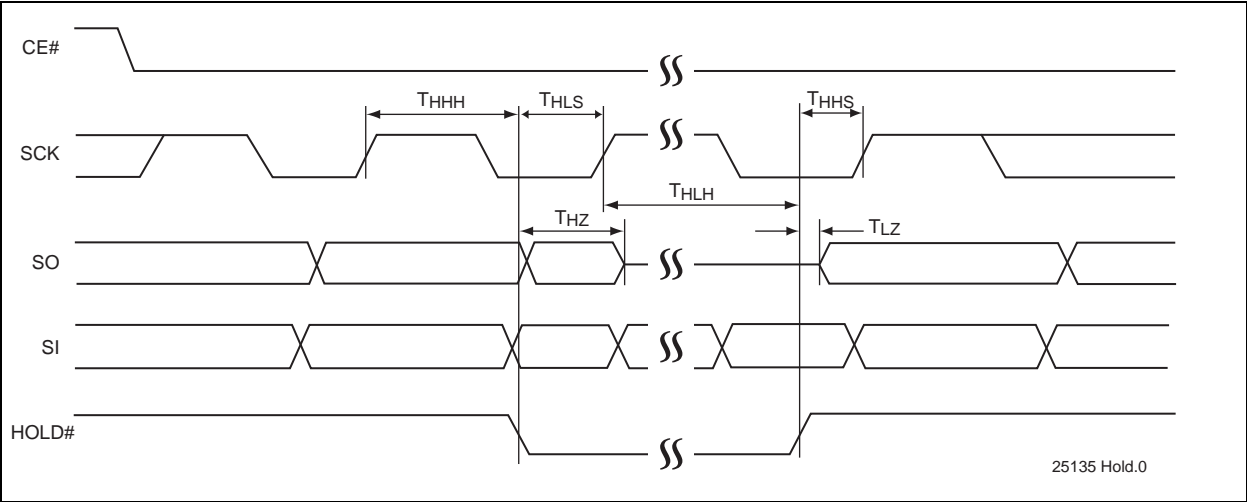 CE#
THHH THLS THHS
SCK
THLH
THZ TLZ
SO
SI
HOLD#
25135 Hold.0